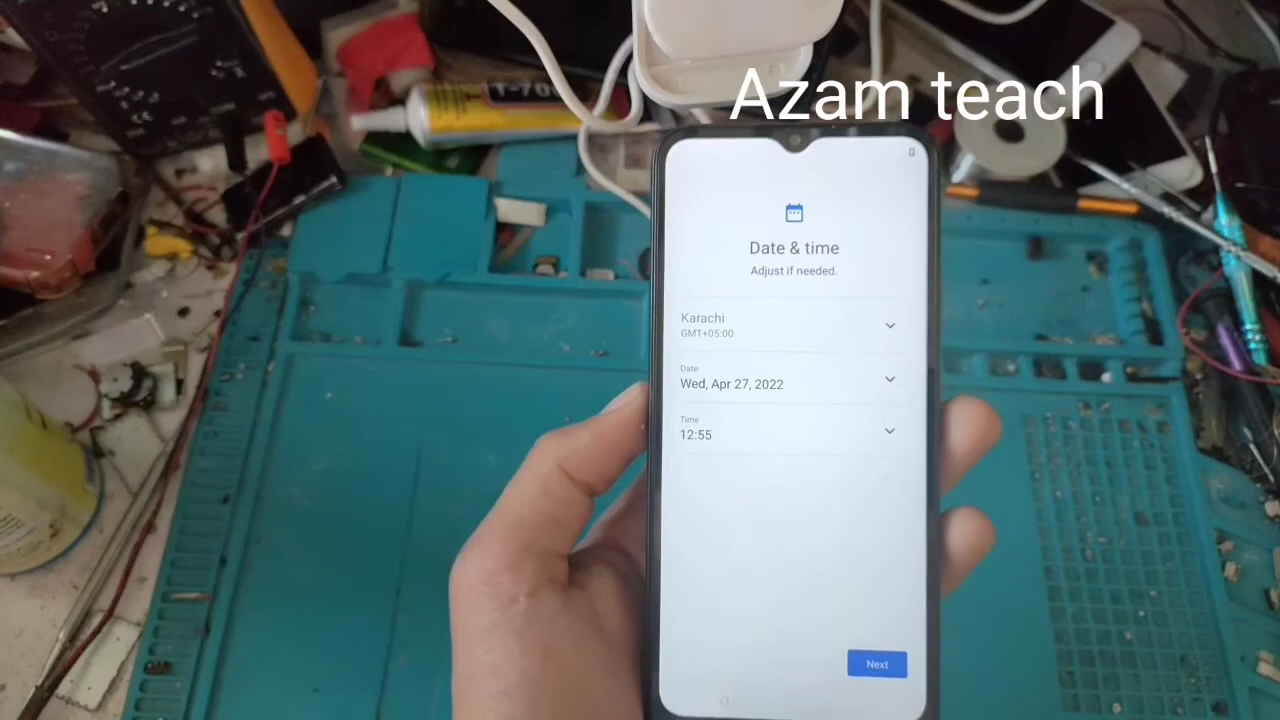 Azam teach
T-70
Date & time
Adjust if needed.
Karachi
GMT+05:00
Date
Wed, Apr 27, 2022
Time
12:55
Next